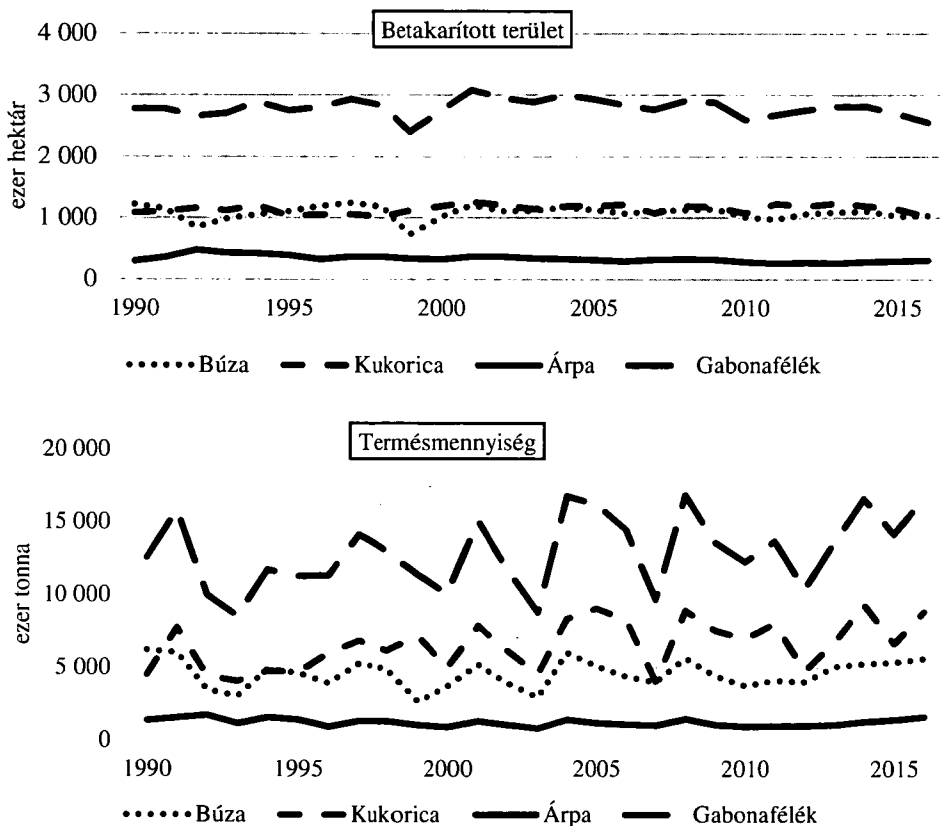 Betakarított terület
4 000
3 000
2 000
1 000
0
ezer hektár
1990 1995 2000 2005 2010 2015
Búza Kukorica Árpa Gabonafélék
Termésmennyiség
20 000
15 000
10 000
5 000
0
ezer tonna
1990 1995 2000 2005 2010 2015
Búza Kukorica Árpa Gabonafélék